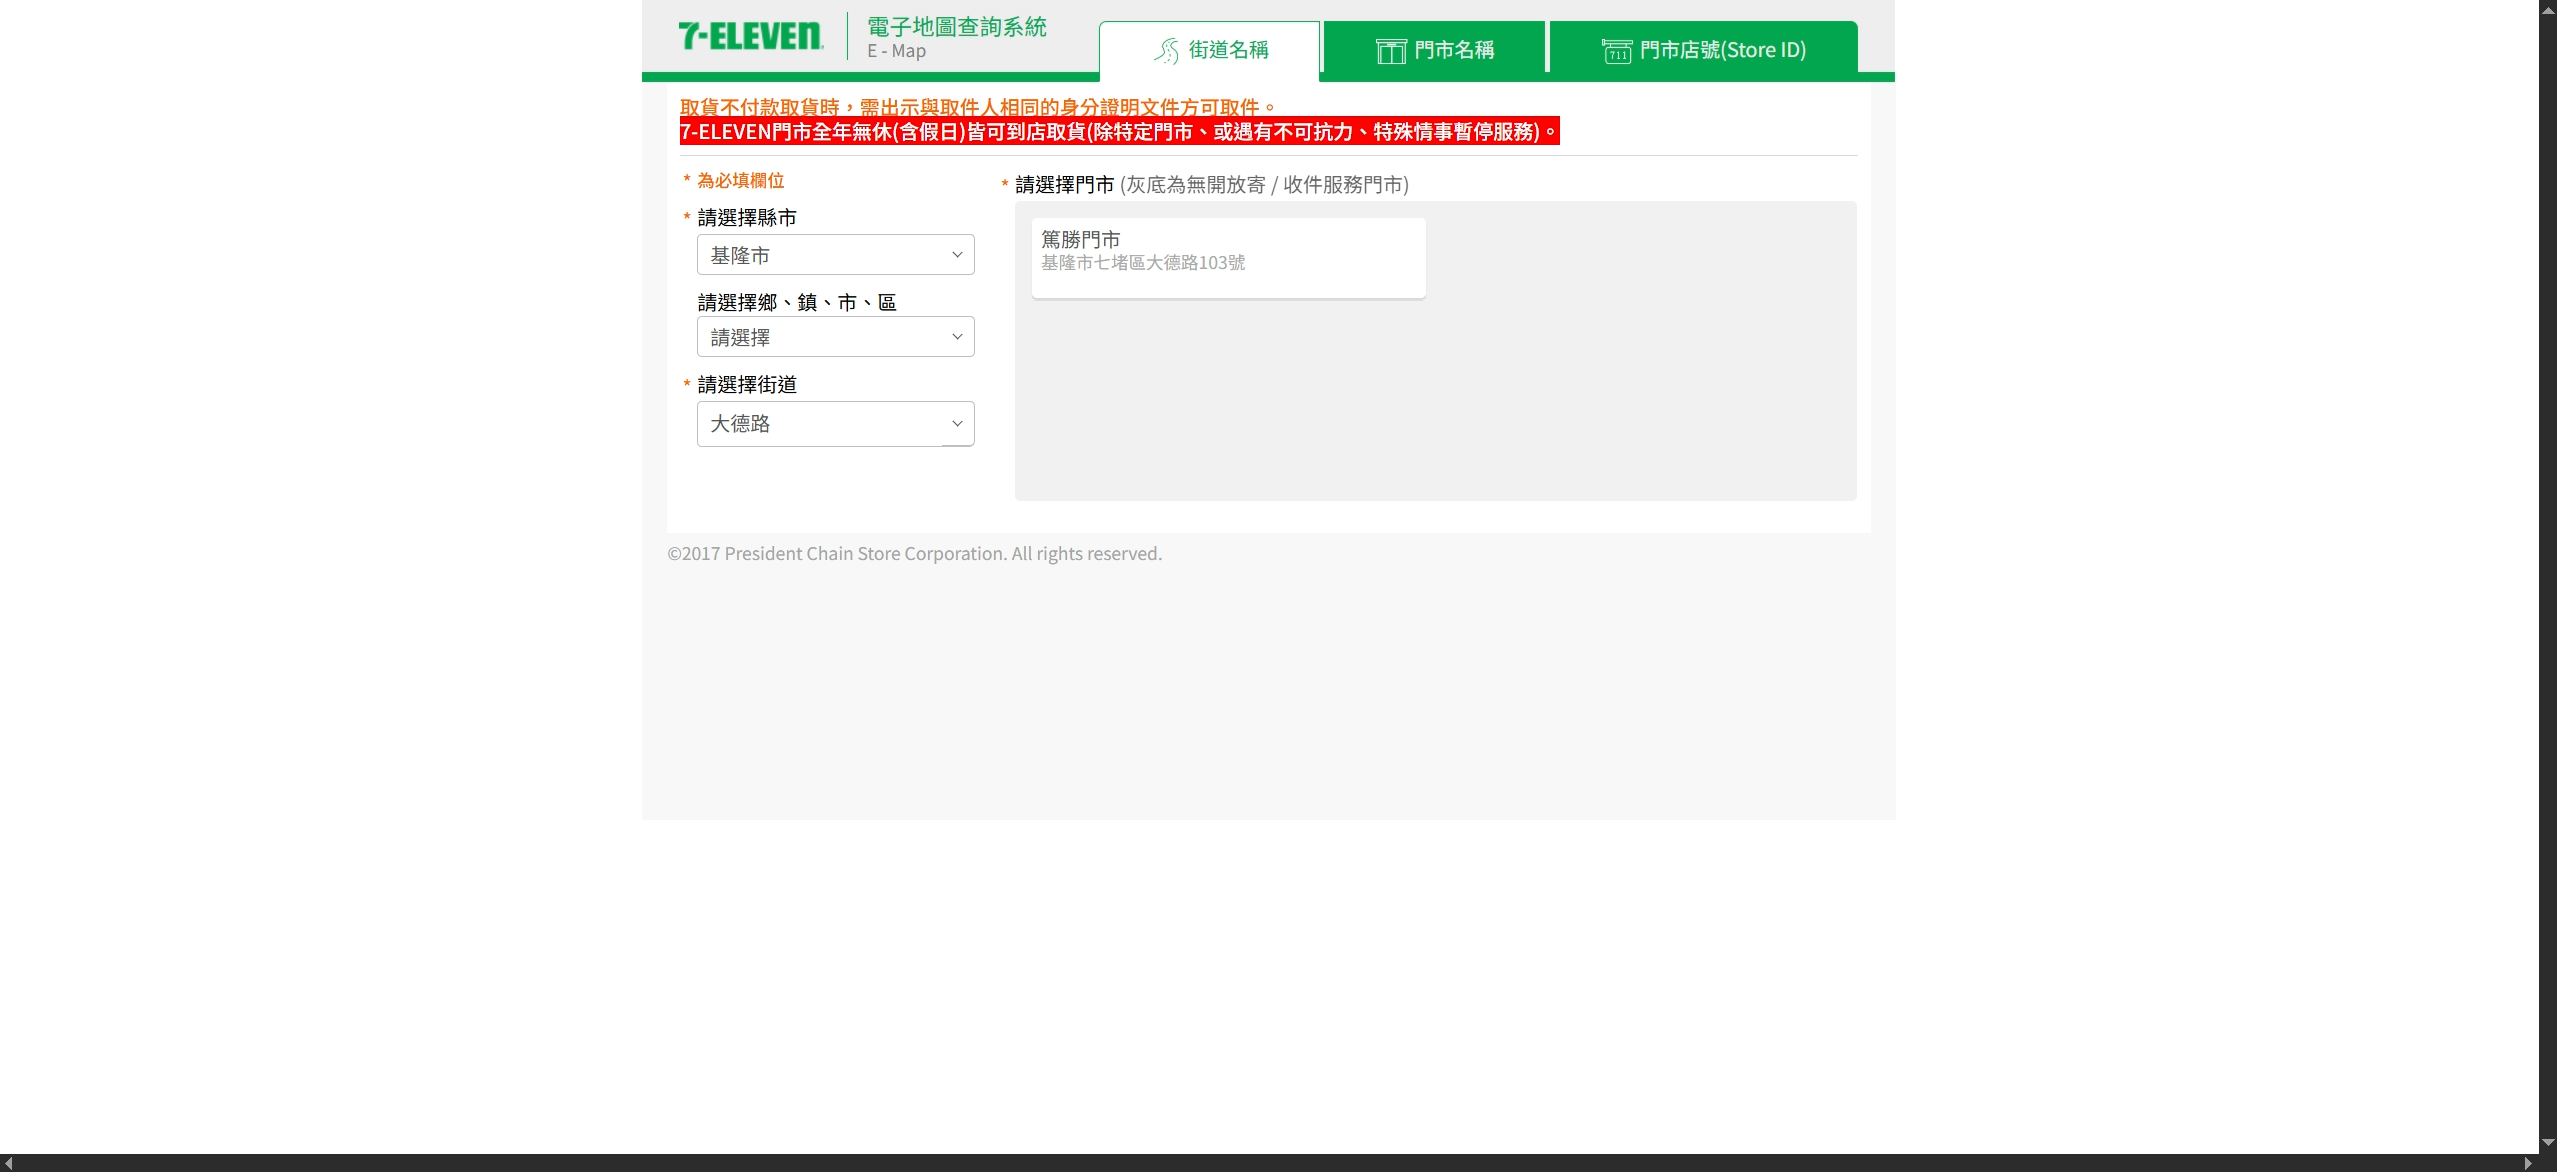 7-ELEVEN
電子地圖查詢系統
E - Map
街道名稱
門市名稱
711
門市店號(Store ID)
取貨不付款取貨時，需出示與取件人相同的身分證明文件方可取件。
7-ELEVEN門市全年無休(含假日)皆可到店取貨(除特定門市、或遇有不可抗力、特殊情事暫停服務)。
* 為必填欄位
* 請選擇縣市
基隆市
請選擇鄉、鎮、市、區
請選擇
* 請選擇街道
大德路
* 請選擇門市 (灰底為無開放寄 / 收件服務門市)
篤勝門市
基隆市七堵區大德路103號
©2017 President Chain Store Corporation. All rights reserved.